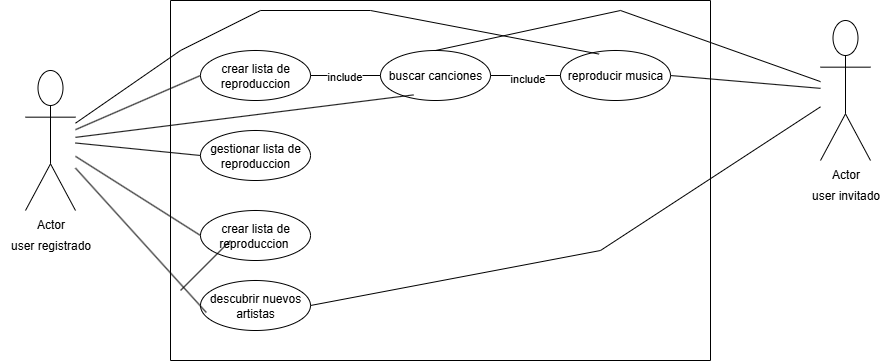 crear lista de
reproduccion
include
buscar canciones
include
reproducir musica
gestionar lista de
reproduccion
crear lista de
reproduccion
descubrir nuevos
artistas
Actor
user registrado
Actor
user invitado